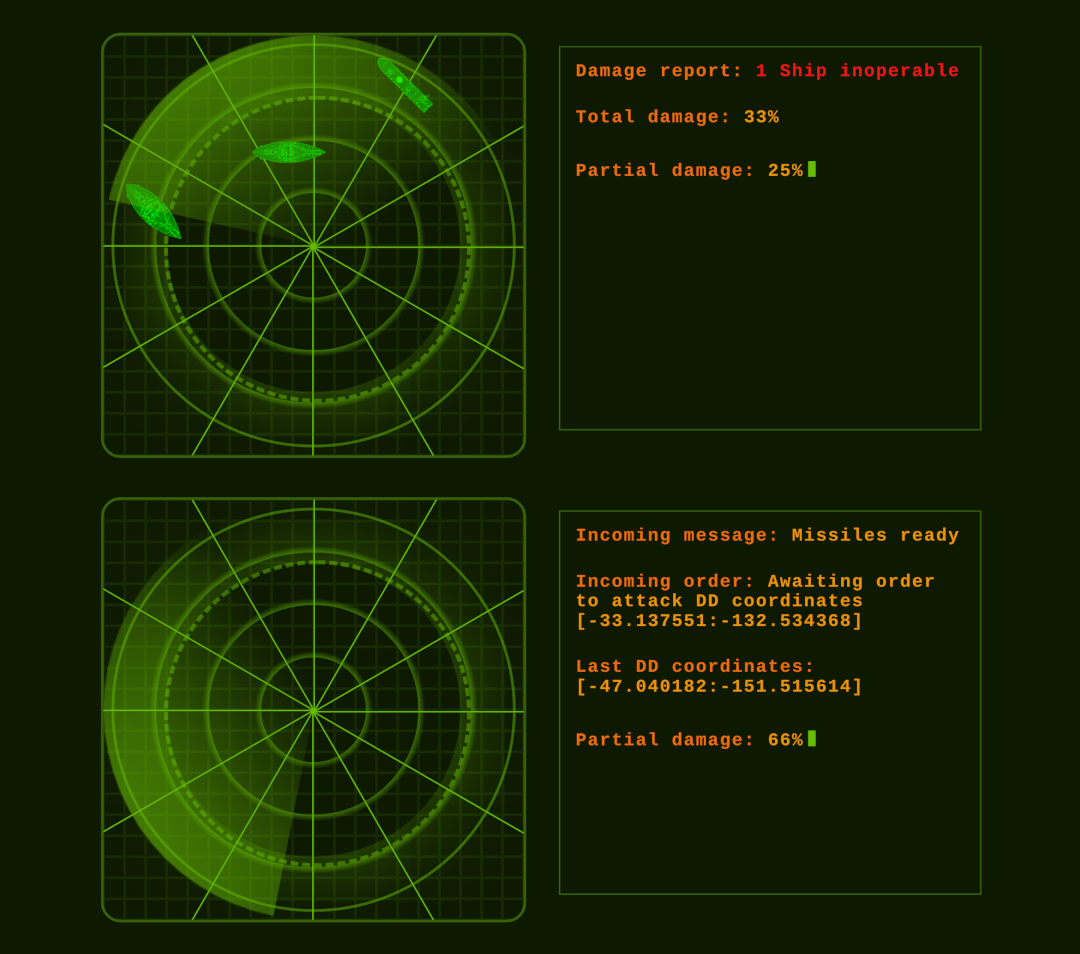 Damage report: 1 Ship inoperable
Total damage: 33%
Partial damage: 25%
Incoming message: Missiles ready
Incoming order: Awaiting order
to attack DD coordinates
[-33.137551:-132.534368]
Last DD coordinates:
[-47.040182:-151.515614]
Partial damage: 66%